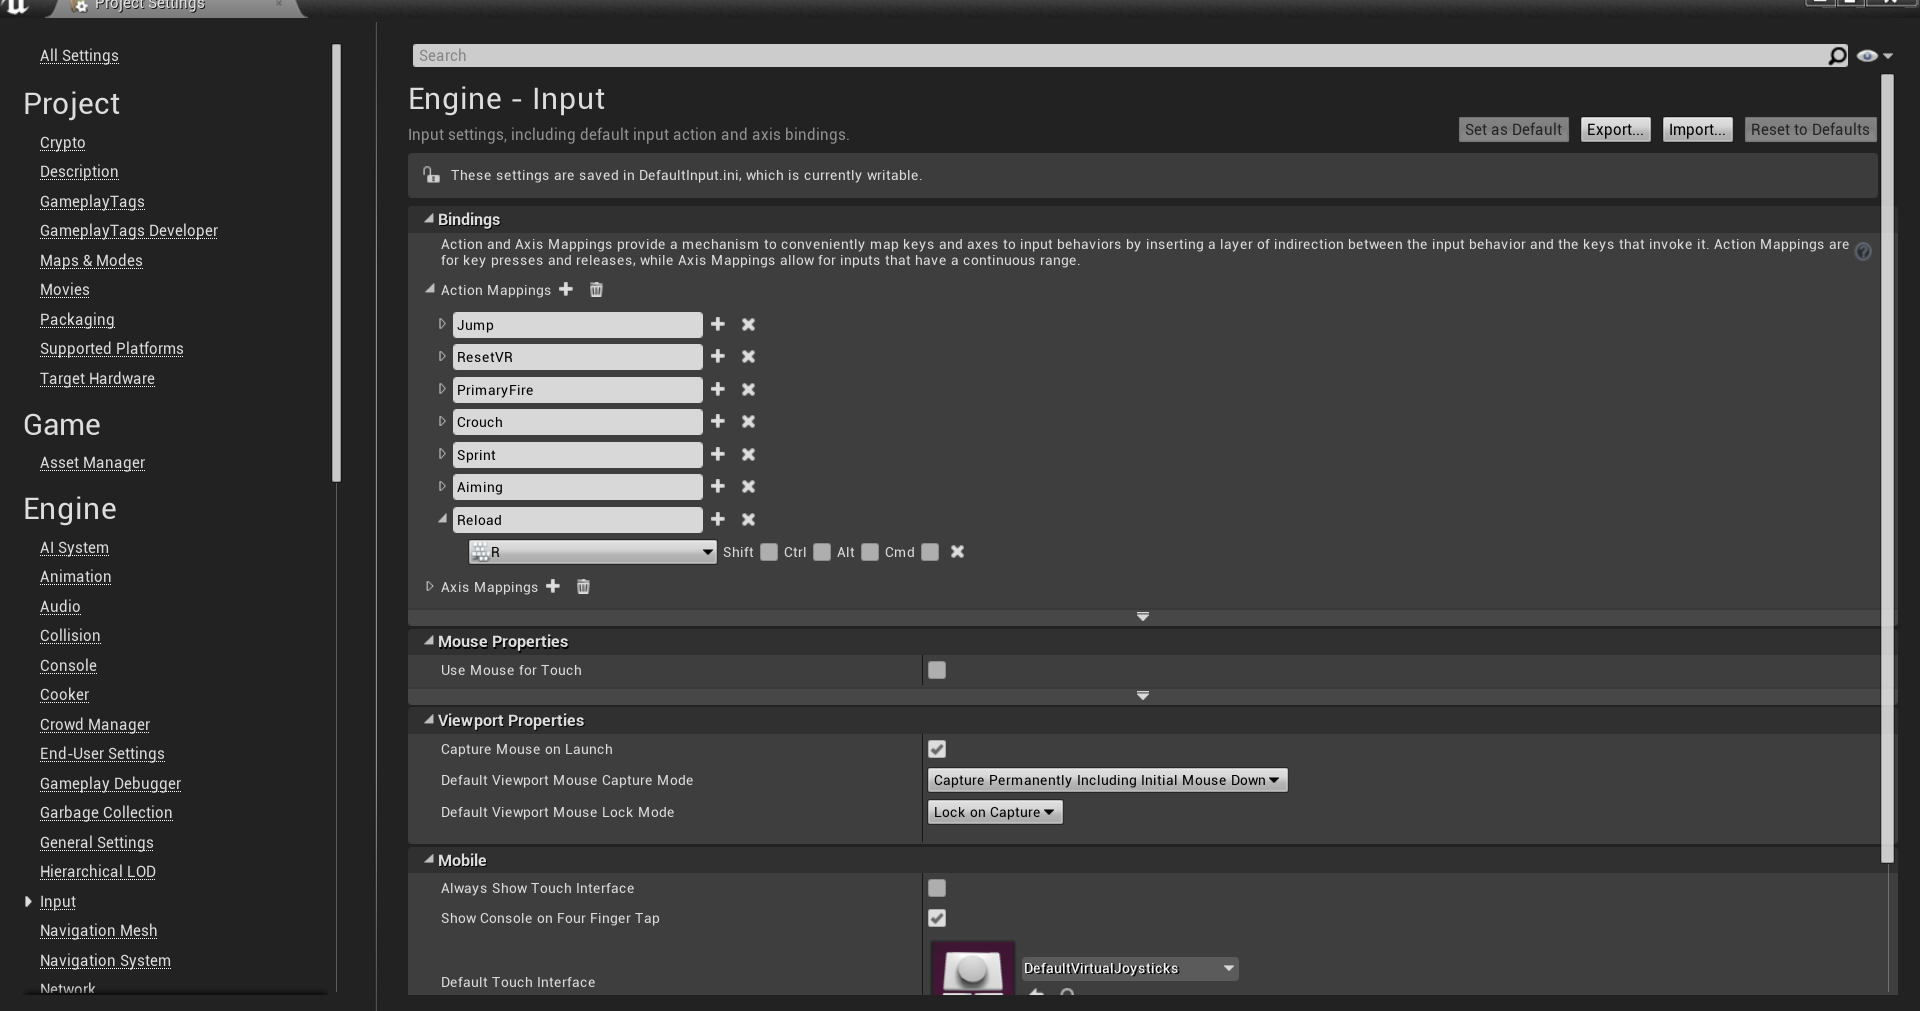 Project Settings
All Settings
Project
Crypto
Description
GameplayTags
GameplayTags Developer
Maps & Modes
Movies
Packaging
Supported Platforms
Target Hardware
Game
Asset Manager
Engine
AI System
Animation
Audio
Collision
Console
Cooker
Crowd Manager
End-User Settings
Gameplay Debugger
Garbage Collection
General Settings
Hierarchical LOD
Input
Navigation Mesh
Navigation System
Network
Search
Engine - Input
Input settings, including default input action and axis bindings.
Set as Default Export... Import... Reset to Defaults
These settings are saved in DefaultInput.ini, which is currently writable.
Bindings
Action and Axis Mappings provide a mechanism to conveniently map keys and axes to input behaviors by inserting a layer of indirection between the input behavior and the keys that invoke it. Action Mappings are
for key presses and releases, while Axis Mappings allow for inputs that have a continuous range.
Action Mappings
Jump
ResetVR
PrimaryFire
Crouch
Sprint
Aiming
Reload
R Shift Ctrl Alt Cmd
Axis Mappings
Mouse Properties
Use Mouse for Touch
Viewport Properties
Capture Mouse on Launch
Default Viewport Mouse Capture Mode Capture Permanently Including Initial Mouse Down
Default Viewport Mouse Lock Mode Lock on Capture
Mobile
Always Show Touch Interface
Show Console on Four Finger Tap
Default Touch Interface DefaultVirtualJoysticks